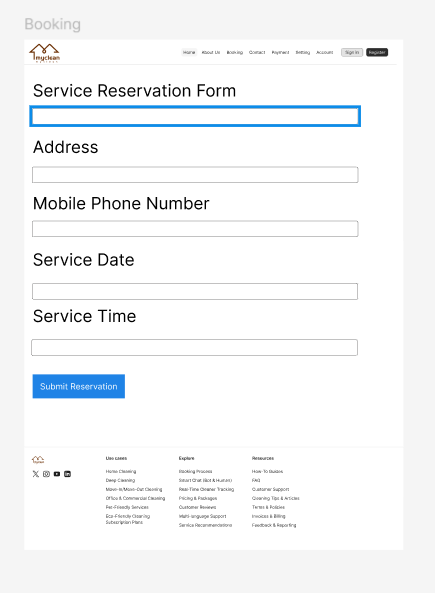 Booking
myclean
Home About Us Booking Contact Payment Setting Account Sign In Register
Service Reservation Form
Address
Mobile Phone Number
Service Date
Service Time
Submit Reservation
myclean
Use cases
Home Cleaning
Deep Cleaning
Move-In/Move-Out Cleaning
Office & Commercial Cleaning
Pet-Friendly Services
Eco-Friendly Cleaning
Subscription Plans
Explore
Booking Process
Smart Chat (Bot & Human)
Real-Time Cleaner Tracking
Pricing & Packages
Customer Reviews
Multi-language Support
Service Recommendations
Resources
How-To Guides
FAQ
Customer Support
Cleaning Tips & Articles
Terms & Policies
Invoices & Billing
Feedback & Reporting